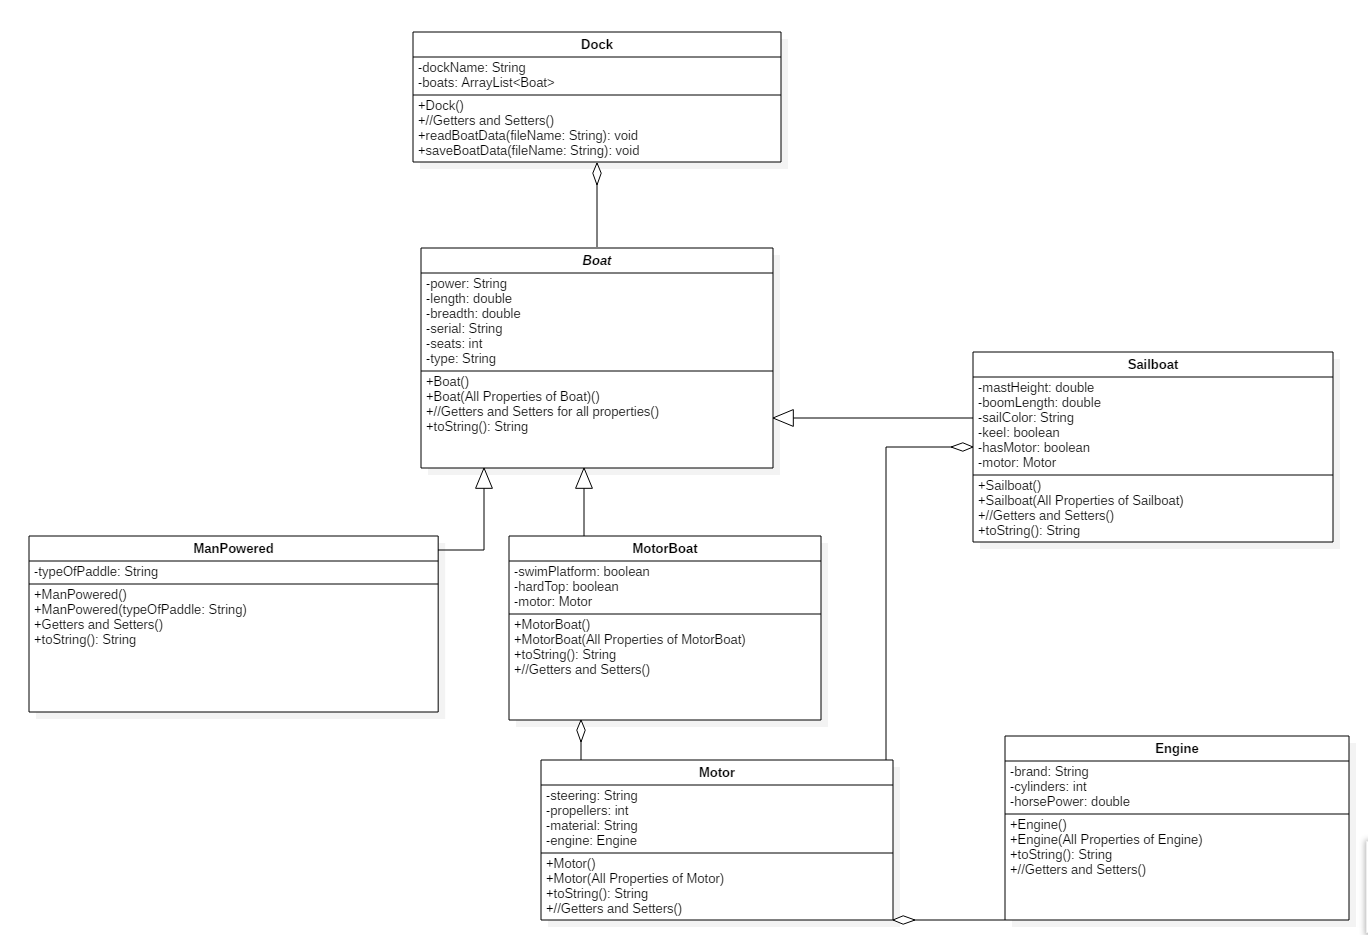 Dock
-dockName: String
-boats: ArrayList<Boat>
+Dock()
+//Getters and Setters()
+readBoatData(fileName: String): void
+saveBoatData(fileName: String): void
Boat
-power: String
-length: double
-breadth: double
-serial: String
-seats: int
-type: String
+Boat()
+Boat(All Properties of Boat)()
+//Getters and Setters for all properties()
+toString(): String
Sailboat
-mastHeight: double
-boomLength: double
-sailColor: String
-keel: boolean
-hasMotor: boolean
-motor: Motor
+Sailboat()
+Sailboat(All Properties of Sailboat)
+//Getters and Setters()
+toString(): String
ManPowered
-typeOfPaddle: String
+ManPowered()
+ManPowered(typeOfPaddle: String)
+Getters and Setters()
+toString(): String
MotorBoat
-swimPlatform: boolean
-hardTop: boolean
-motor: Motor
+MotorBoat()
+MotorBoat(All Properties of MotorBoat)
+toString(): String
+//Getters and Setters()
Motor
-steering: String
-propellers: int
-material: String
-engine: Engine
+Motor()
+Motor(All Properties of Motor)
+toString(): String
+//Getters and Setters()
Engine
-brand: String
-cylinders: int
-horsePower: double
+Engine()
+Engine(All Properties of Engine)
+toString(): String
+//Getters and Setters()